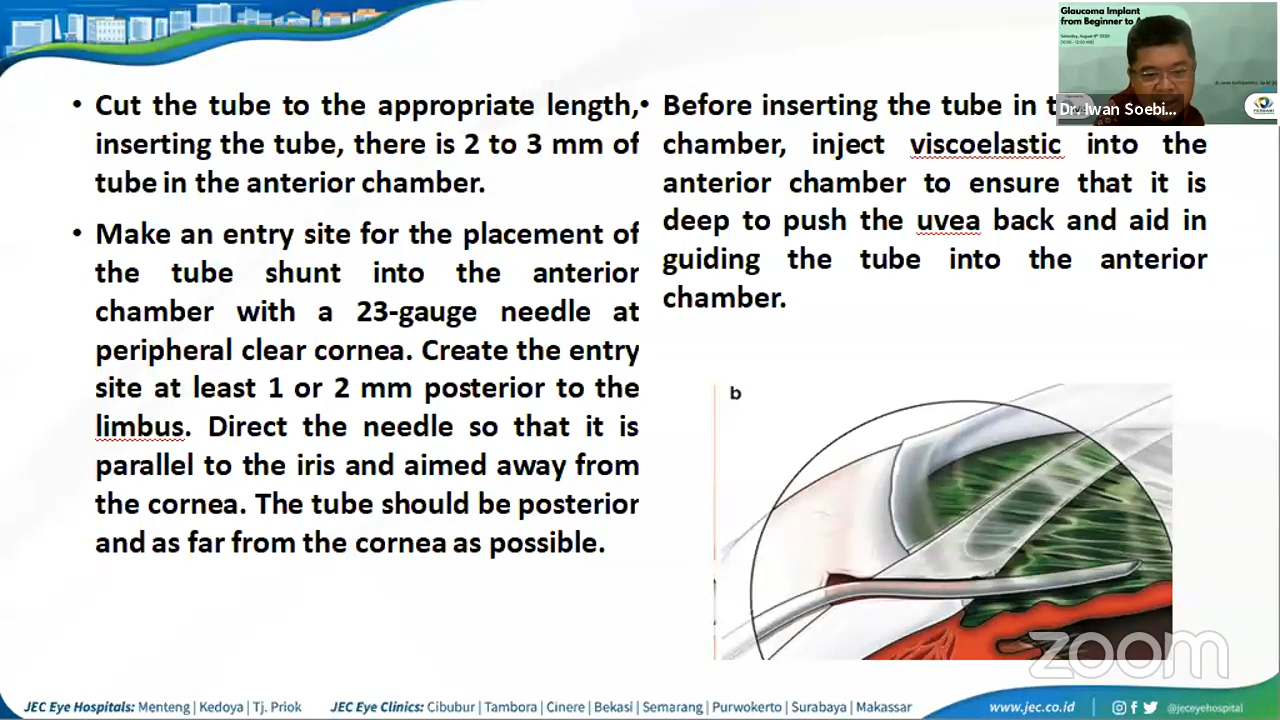 • Cut the tube to the appropriate length,
inserting the tube, there is 2 to 3 mm of
tube in the anterior chamber.
• Make an entry site for the placement of
the tube shunt into the anterior
chamber with a 23-gauge needle at
peripheral clear cornea. Create the entry
site at least 1 or 2 mm posterior to the
limbus. Direct the needle so that it is
parallel to the iris and aimed away from
the cornea. The tube should be posterior
and as far from the cornea as possible.
• Before inserting the tube in
chamber, inject viscoelastic into the
anterior chamber to ensure that it is
deep to push the uvea back and aid in
guiding the tube into the anterior
chamber.
b
Glaucoma Implant
from Beginner to
Saturday, August 8th 2020
Dr. Iwan Soebi...
PERDAMI
zoom
JEC Eye Hospitals: Menteng | Kedoya | Tj. Priok
JEC Eye Clinics: Cibubur | Tambora | Cinere | Bekasi | Semarang | Purwokerto | Surabaya | Makassar
www.jec.co.id
@jeceyehospital